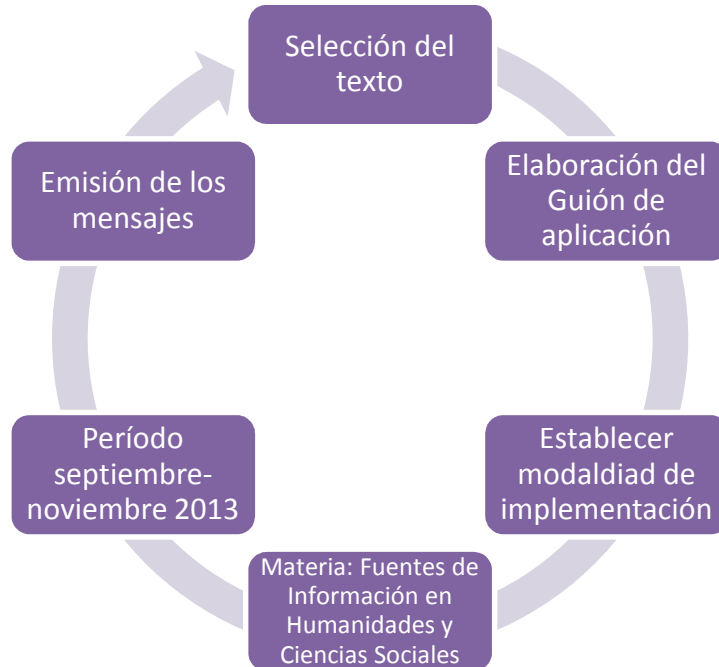 Selección del
texto
Elaboración del
Guión de
aplicación
Establecer
modaldiad de
implementación
Materia: Fuentes de
Información en
Humanidades y
Ciencias Sociales
Período
septiembre-
noviembre 2013
Emisión de los
mensajes